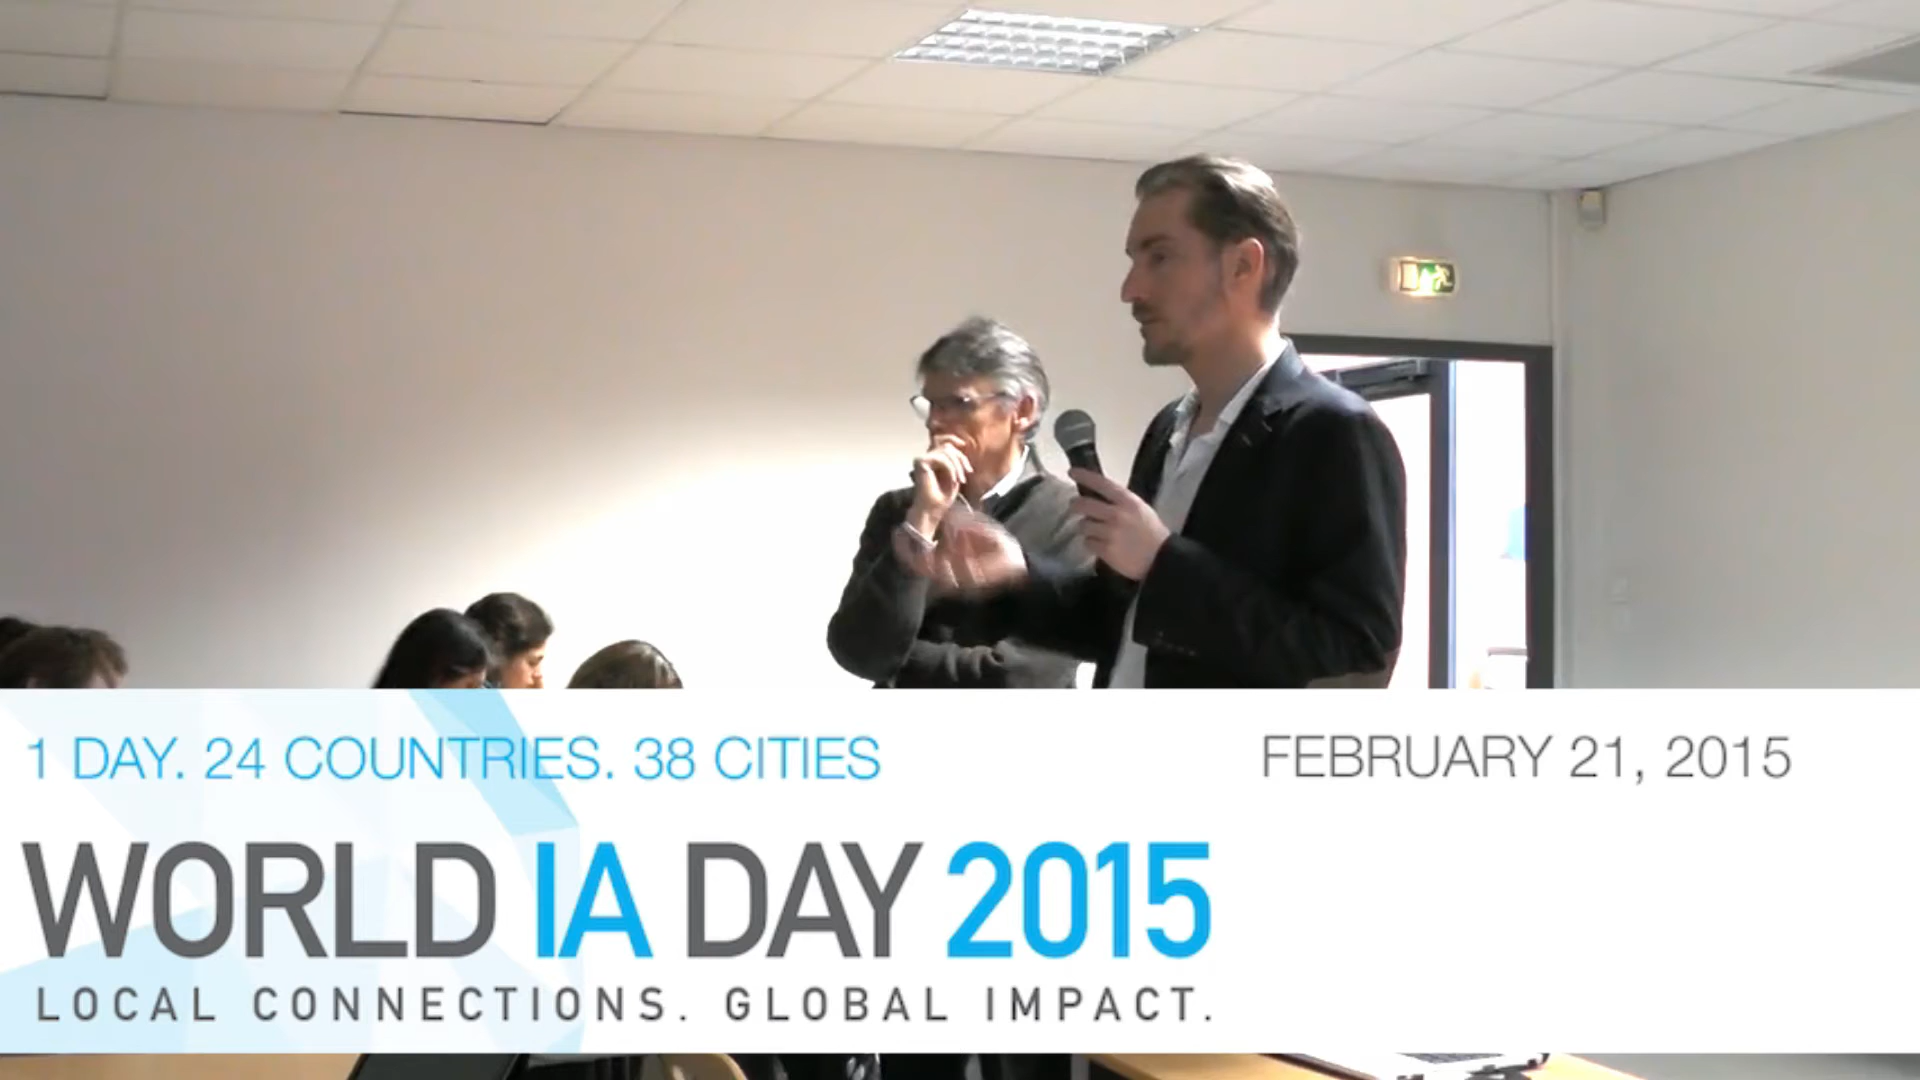 1 DAY. 24 COUNTRIES. 38 CITIES
FEBRUARY 21, 2015
WORLD IA DAY 2015
LOCAL CONNECTIONS. GLOBAL IMPACT.